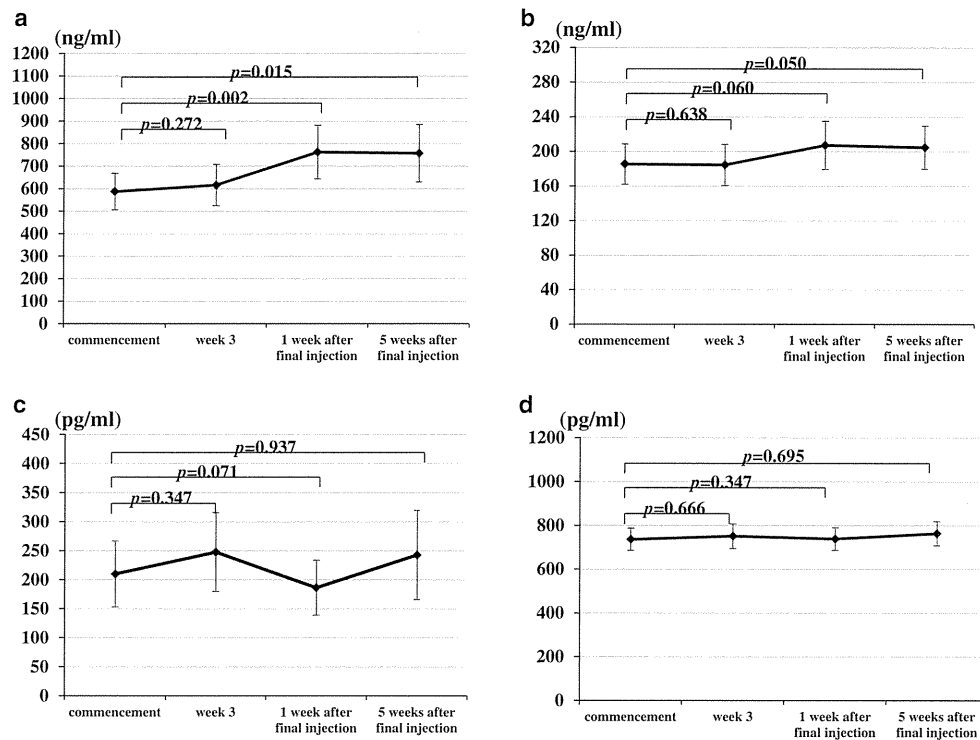 a
(ng/ml)
1200
1100
1000
900
800
700
600
500
400
300
200
100
0
p=0.015
p=0.002
p=0.272
commencement
week 3
1 week after
final injection
5 weeks after
final injection
b
(ng/ml)
320
280
240
200
160
120
80
40
0
p=0.050
p=0.060
p=0.638
commencement
week 3
1 week after
final injection
5 weeks after
final injection
c
(pg/ml)
450
400
350
300
250
200
150
100
50
0
p=0.937
p=0.071
p=0.347
commencement
week 3
1 week after
final injection
5 weeks after
final injection
d
(pg/ml)
1200
1000
800
600
400
200
0
p=0.695
p=0.347
p=0.666
commencement
week 3
1 week after
final injection
5 weeks after
final injection